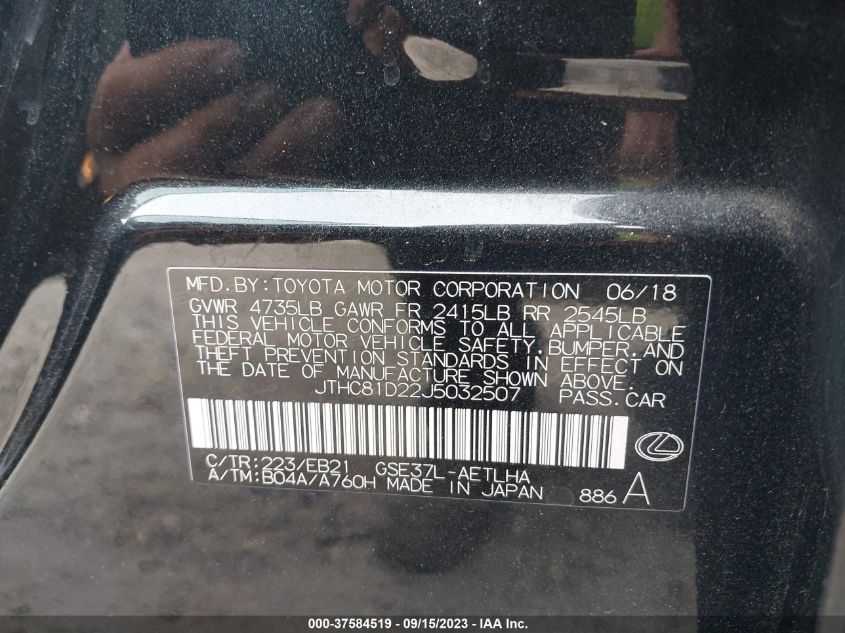 MFD.BY:TOYOTA MOTOR CORPORATION 06/18
GVWR 4735LB GAWR FR 2415LB RR 2545LB
THIS VEHICLE CONFORMS TO ALL APPLICABLE
FEDERAL MOTOR VEHICLE SAFETY,BUMPER,AND
THEFT PREVENTION STANDARDS IN EFFECT ON
THE DATE OF MANUFACTURE SHOWN ABOVE.
JTHC81D22J5032507 PASS.CAR
C/TR:223/EB21 GSE37L-AETLHA
A/TM:B04A/A760H MADE IN JAPAN 886 A
000-37584519 - 09/15/2023 - © IAA, Inc.